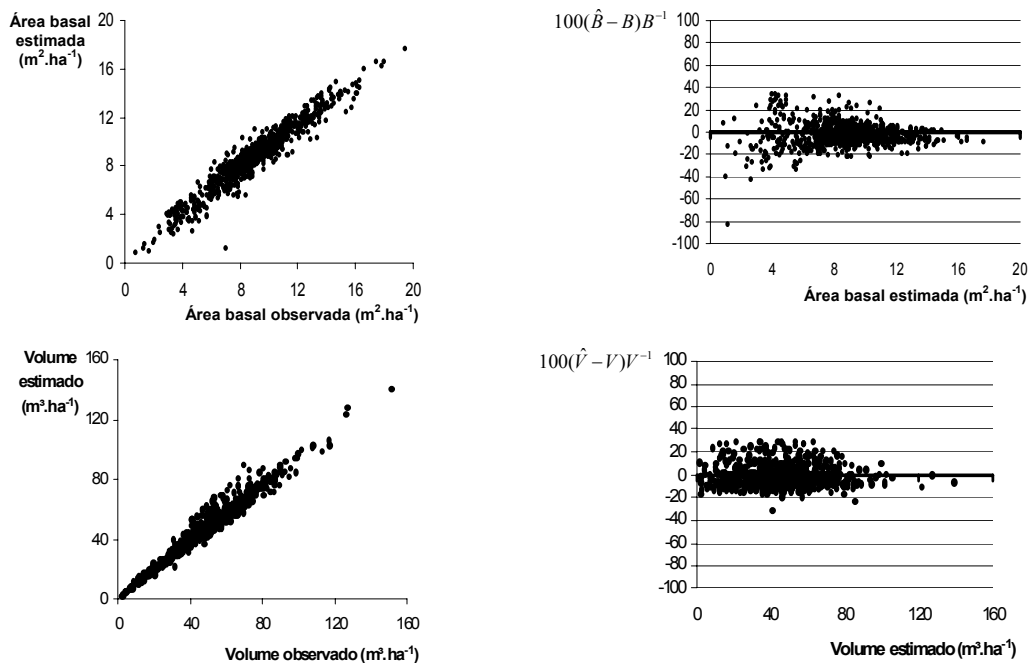 Área basal
estimada
(m².ha⁻¹)
20
16
12
8
4
0
0 4 8 12 16 20
Área basal observada (m².ha⁻¹)
100(B̂ − B)B⁻¹
100
80
60
40
20
0
-20
-40
-60
-80
-100
0 4 8 12 16 20
Área basal estimada (m².ha⁻¹)
Volume
estimado
(m³.ha⁻¹)
160
120
80
40
0
0 40 80 120 160
Volume observado (m³.ha⁻¹)
100(V̂ − V)V⁻¹
100
80
60
40
20
0
-20
-40
-60
-80
-100
0 40 80 120 160
Volume estimado (m³.ha⁻¹)